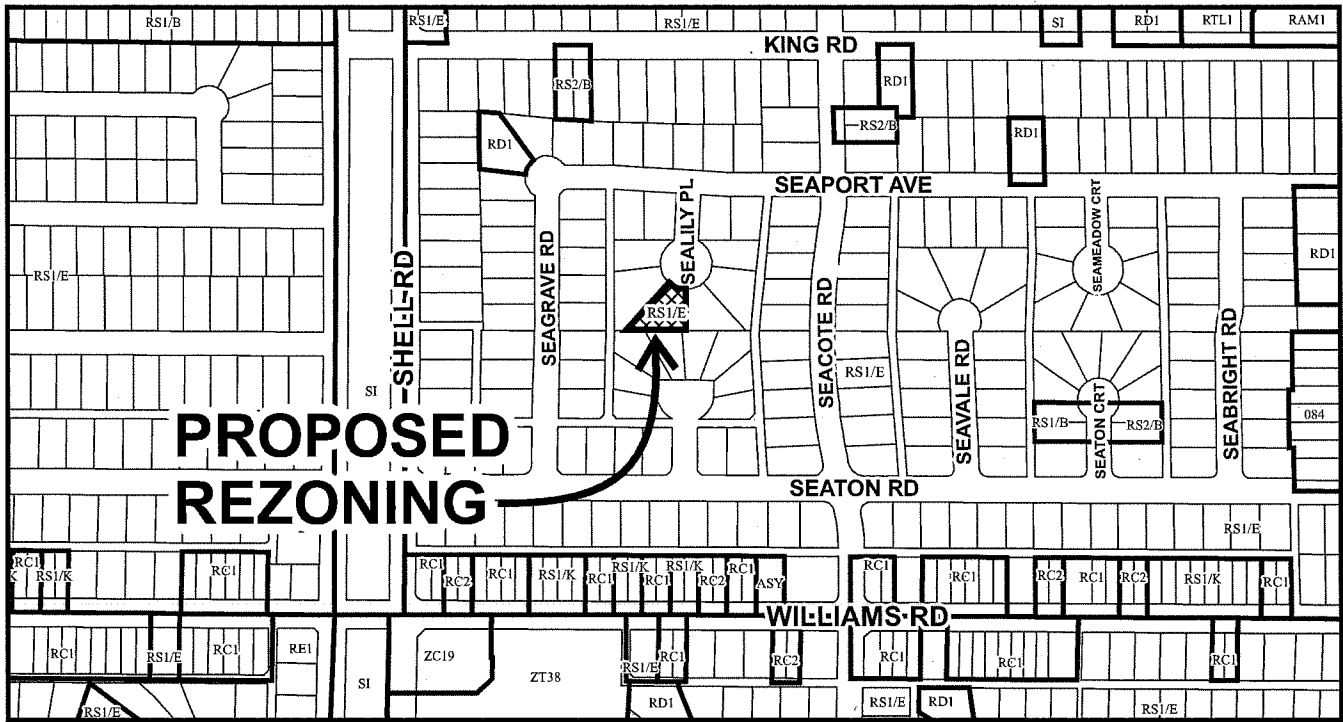 RS1/B
RS1/E
RS1/E
SI
RD1
RTL1
RAM1
KING RD
RS2/B
RD1
RS2/B
RD1
RD1
SEAPORT AVE
SEALILY PL
SEAMEADOW CRT
RD1
RS1/E
SHELL RD
SEAGRAVE RD
RS1/E
SEACOTE RD
RS1/E
SEAVALE RD
SEABRIGHT RD
SI
RS1/B
RS2/B
SEATON CRT
084
PROPOSED
REZONING
SEATON RD
RS1/E
RC1
K
RS1/K
RC1
RC1
RC2
RC1
RS1/K
RC1
RS1/K
RC1
RS1/K
RC2
RC1
ASY
RC1
RC1
RC2
RC1
RC2
RS1/K
RC1
WILLIAMS RD
RC1
RS1/E
RC1
RE1
SI
ZC19
ZT38
RS1/E
RC1
RC2
RC1
RC1
RC1
RS1/E
RD1
RS1/E
RD1
RS1/E